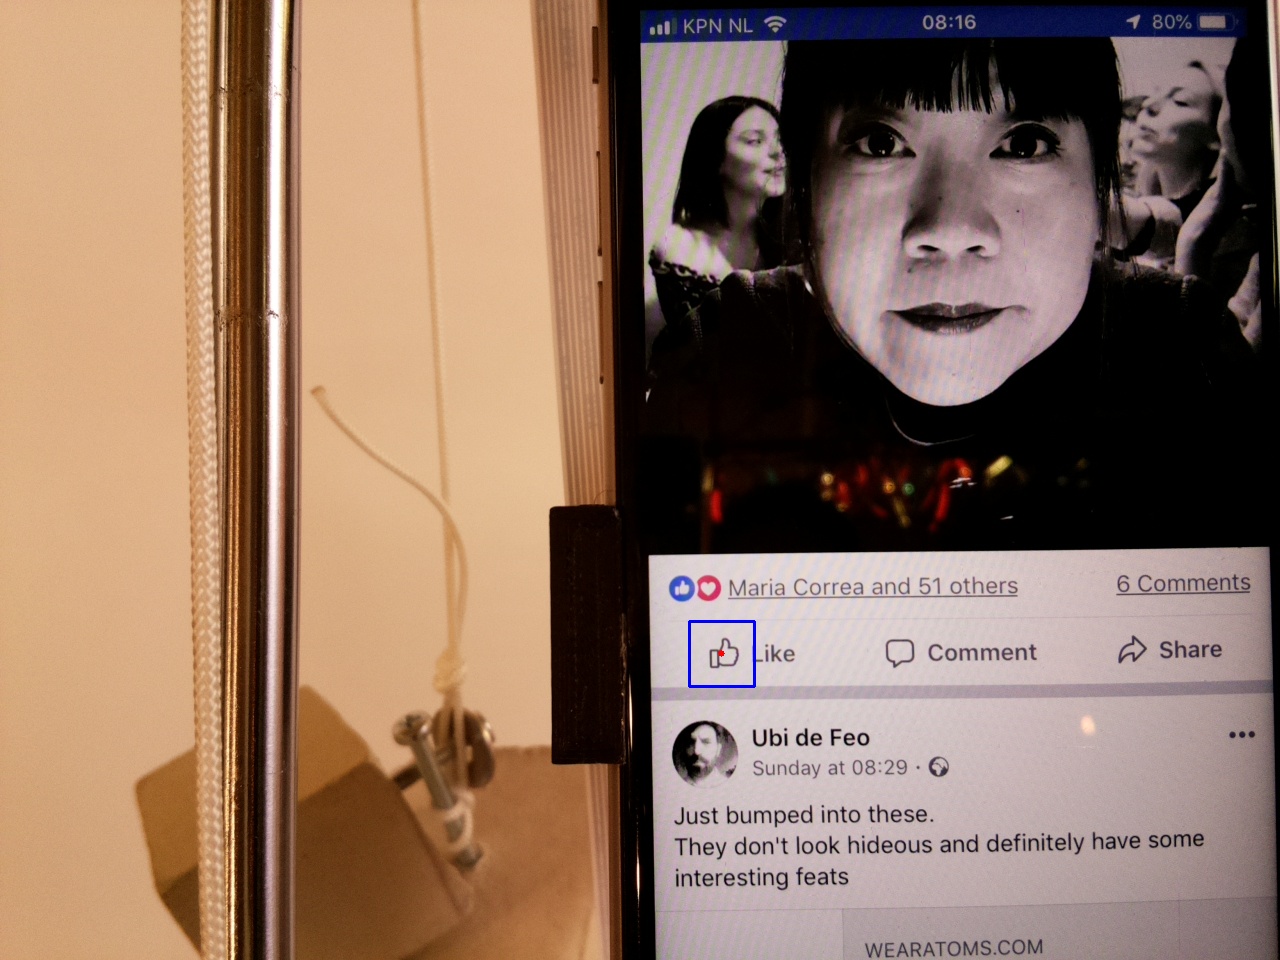 KPN NL 08:16 80%
Maria Correa and 51 others 6 Comments
Like Comment Share
Ubi de Feo
Sunday at 08:29 ·
Just bumped into these.
They don't look hideous and definitely have some
interesting feats
WEARATOMS.COM